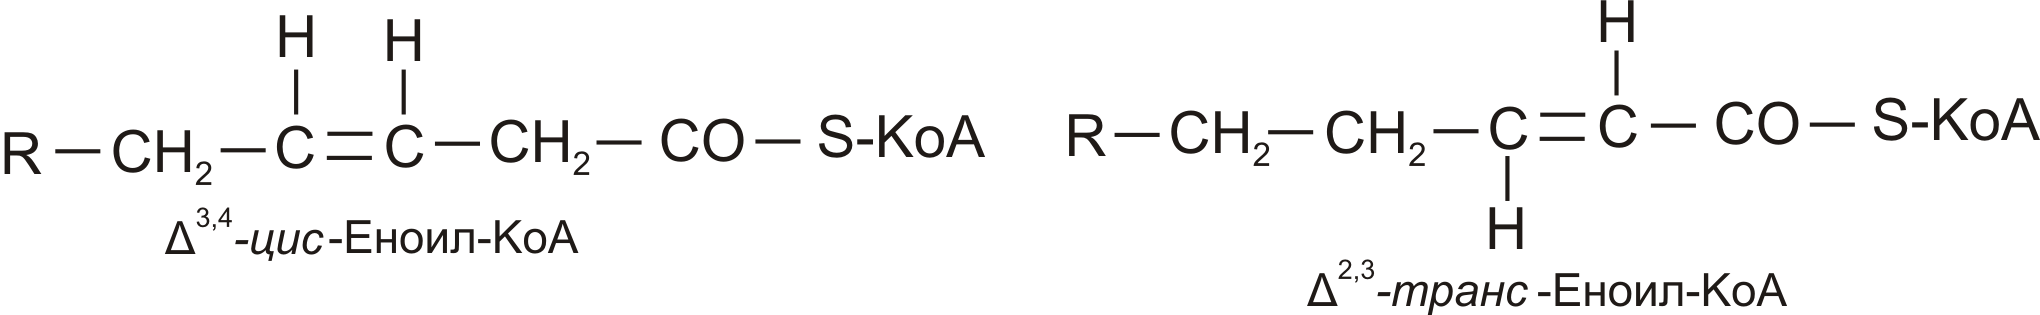 H H H
R—CH₂—C=C—CH₂—CO—S-KoA R—CH₂—CH₂—C=C—CO—S-KoA
H
Δ³,⁴-цис-Еноил-КоА
Δ²,³-транс-Еноил-КоА